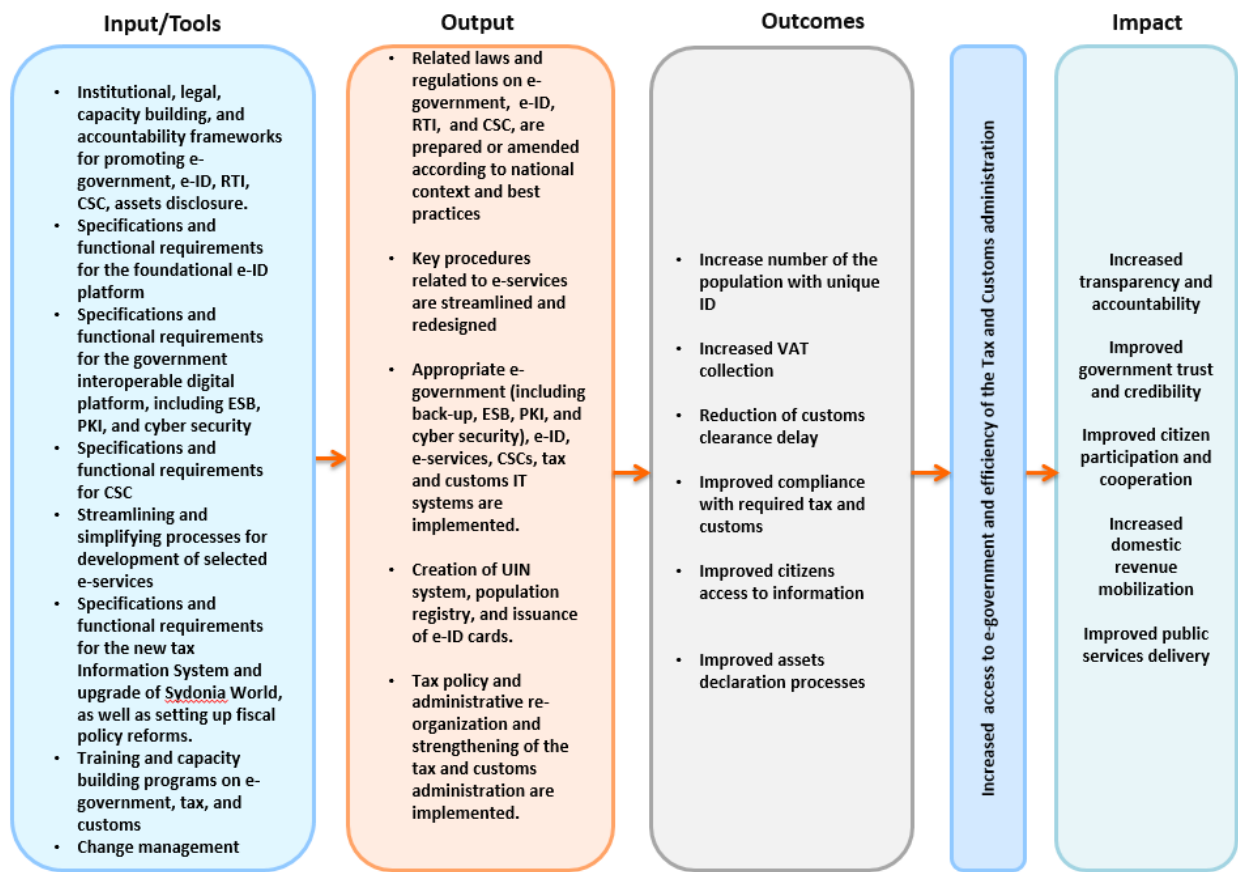 Input/Tools
• Institutional, legal,
capacity building, and
accountability frameworks
for promoting e-
government, e-ID, RTI,
CSC, assets disclosure.
• Specifications and
functional requirements
for the foundational e-ID
platform
• Specifications and
functional requirements
for the government
interoperable digital
platform, including ESB,
PKI, and cyber security
• Specifications and
functional requirements
for CSC
• Streamlining and
simplifying processes for
development of selected
e-services
• Specifications and
functional requirements
for the new tax
Information System and
upgrade of Sydonia World,
as well as setting up fiscal
policy reforms.
• Training and capacity
building programs on e-
government, tax, and
customs
• Change management
Output
• Related laws and
regulations on e-
government, e-ID,
RTI, and CSC, are
prepared or amended
according to national
context and best
practices
• Key procedures
related to e-services
are streamlined and
redesigned
• Appropriate e-
government (including
back-up, ESB, PKI, and
cyber security), e-ID,
e-services, CSCs, tax
and customs IT
systems are
implemented.
• Creation of UIN
system, population
registry, and issuance
of e-ID cards.
• Tax policy and
administrative re-
organization and
strengthening of the
tax and customs
administration are
implemented.
Outcomes
• Increase number of the
population with unique
ID
• Increased VAT
collection
• Reduction of customs
clearance delay
• Improved compliance
with required tax and
customs
• Improved citizens
access to information
• Improved assets
declaration processes
Increased access to e-government and efficiency of the Tax and Customs administration
Impact
Increased
transparency and
accountability
Improved
government trust
and credibility
Improved citizen
participation and
cooperation
Increased
domestic
revenue
mobilization
Improved public
services delivery